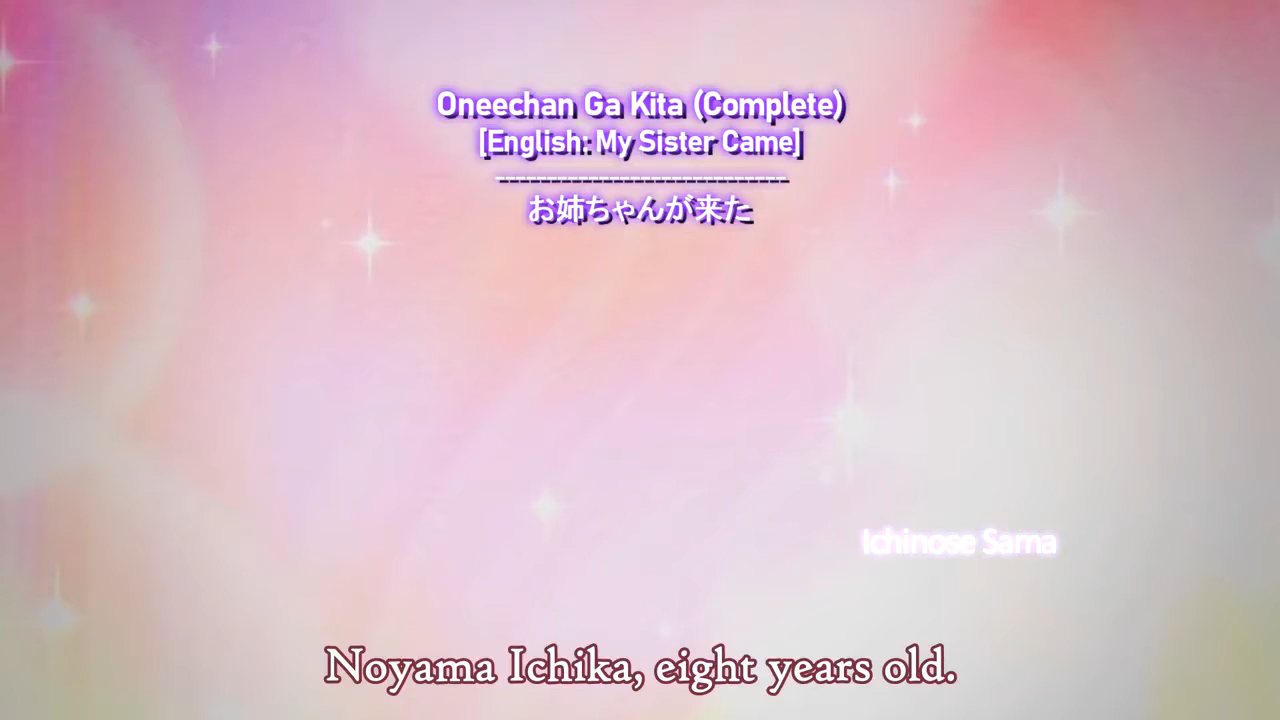 Oneechan Ga Kita (Complete)
[English: My Sister Came]
------------------------------
お姉ちゃんが来た
Ichinose Sama
Noyama Ichika, eight years old.